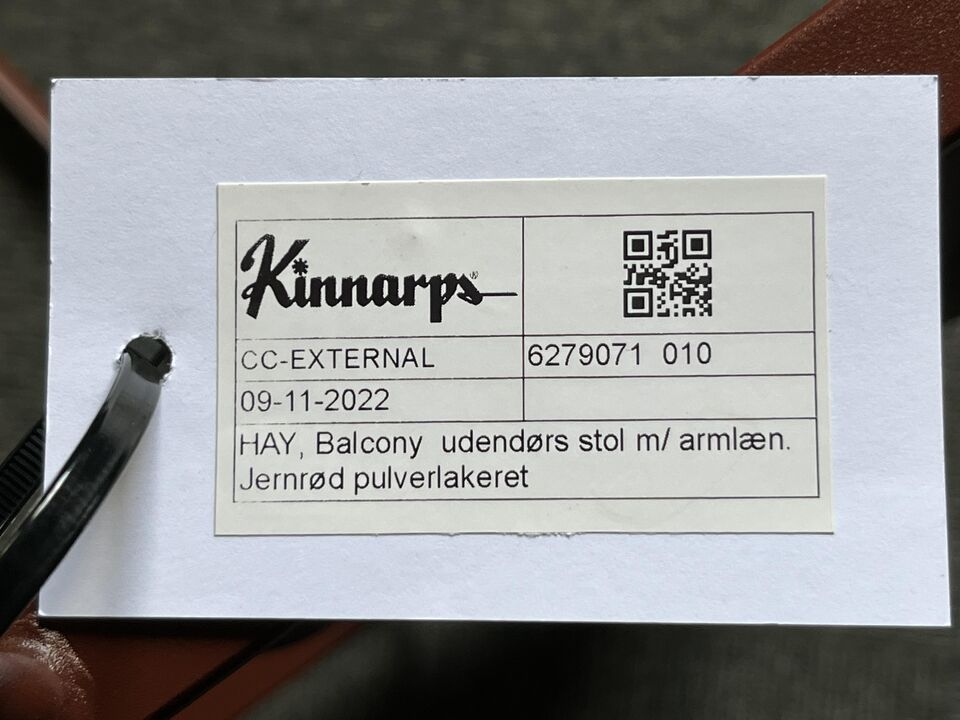 Kinnarps®
CC-EXTERNAL
6279071 010
09-11-2022
HAY, Balcony udendørs stol m/ armlæn.
Jernrød pulverlakeret